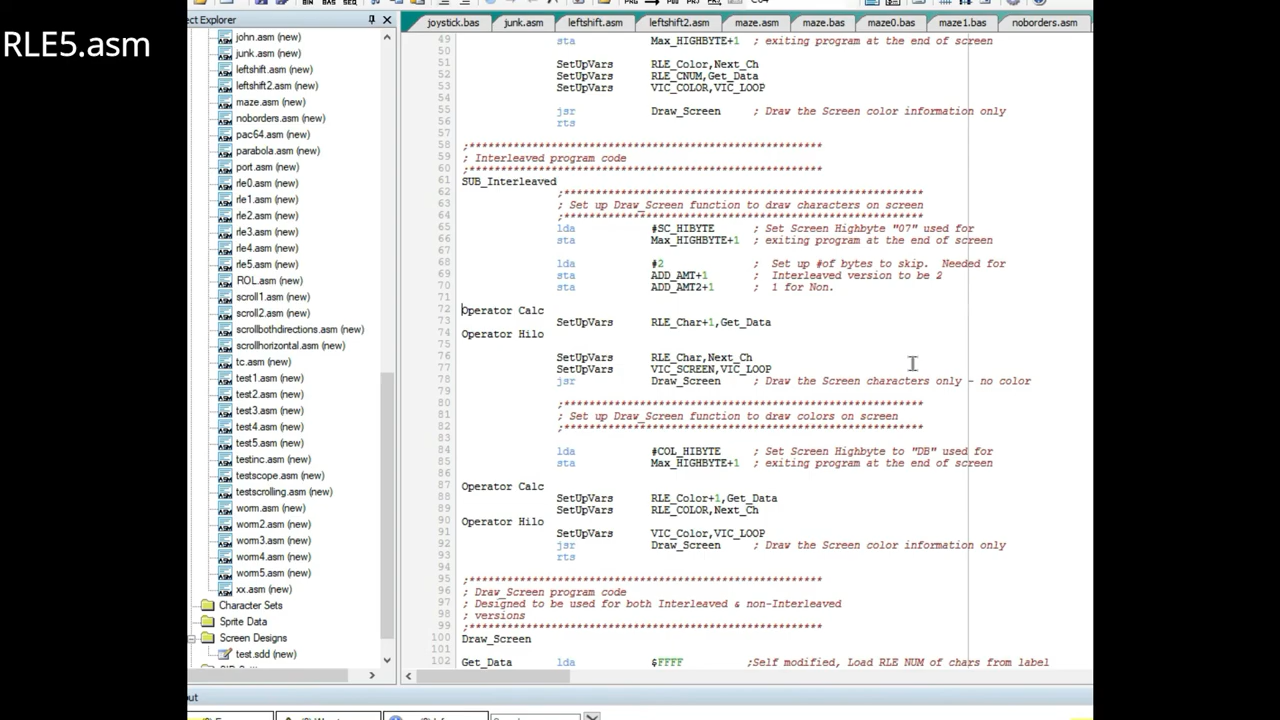 RLE5.asm
ct Explorer
john.asm (new)
junk.asm (new)
leftshift.asm (new)
leftshift2.asm (new)
maze.asm (new)
noborders.asm (new)
pac64.asm (new)
parabola.asm (new)
port.asm (new)
rle0.asm (new)
rle1.asm (new)
rle2.asm (new)
rle3.asm (new)
rle4.asm (new)
rle5.asm (new)
ROL.asm (new)
scroll1.asm (new)
scroll2.asm (new)
scrollbothdirections.asm (new)
scrollhorizontal.asm (new)
tc.asm (new)
test1.asm (new)
test2.asm (new)
test3.asm (new)
test4.asm (new)
test5.asm (new)
testinc.asm (new)
testscope.asm (new)
testscrolling.asm (new)
worm.asm (new)
worm2.asm (new)
worm3.asm (new)
worm4.asm (new)
worm5.asm (new)
xx.asm (new)
Character Sets
Sprite Data
Screen Designs
test.sdd (new)
ut
joystick.bas junk.asm leftshift.asm leftshift2.asm maze.asm maze.bas maze0.bas maze1.bas noborders.asm
49 sta Max_HIGHBYTE+1 ; exiting program at the end of screen
50
51 SetUpVars RLE_Color,Next_Ch
52 SetUpVars RLE_CNUM,Get_Data
53 SetUpVars VIC_COLOR,VIC_LOOP
54
55 jsr Draw_Screen ; Draw the Screen color information only
56 rts
57
58 ;********************************************************
59 ; Interleaved program code
60 ;********************************************************
61 SUB_Interleaved
62 ;*********************************************************
63 ; Set up Draw_Screen function to draw characters on screen
64 ;*********************************************************
65 lda #SC_HIBYTE ; Set Screen Highbyte "07" used for
66 sta Max_HIGHBYTE+1 ; exiting program at the end of screen
67
68 lda #2 ; Set up #of bytes to skip. Needed for
69 sta ADD_AMT+1 ; Interleaved version to be 2
70 sta ADD_AMT2+1 ; 1 for Non.
71
72 Operator Calc
73 SetUpVars RLE_Char+1,Get_Data
74 Operator Hilo
75
76 SetUpVars RLE_Char,Next_Ch
77 SetUpVars VIC_SCREEN,VIC_LOOP
78 jsr Draw_Screen ; Draw the Screen characters only - no color
79
80 ;*********************************************************
81 ; Set up Draw_Screen function to draw colors on screen
82 ;*********************************************************
83
84 lda #COL_HIBYTE ; Set Screen Highbyte to "DB" used for
85 sta Max_HIGHBYTE+1 ; exiting program at the end of screen
86
87 Operator Calc
88 SetUpVars RLE_Color+1,Get_Data
89 SetUpVars RLE_COLOR,Next_Ch
90 Operator Hilo
91 SetUpVars VIC_Color,VIC_LOOP
92 jsr Draw_Screen ; Draw the Screen color information only
93 rts
94
95 ;********************************************************
96 ; Draw_Screen program code
97 ; Designed to be used for both Interleaved & non-Interleaved
98 ; versions
99 ;********************************************************
100 Draw_Screen
101
102 Get_Data lda $FFFF ;Self modified, Load RLE NUM of chars from label